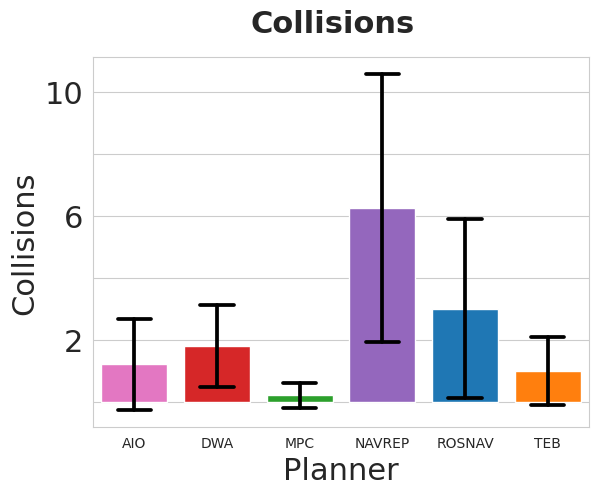 Collisions
10
6
2
Collisions
AIO DWA MPC NAVREP ROSNAV TEB
Planner